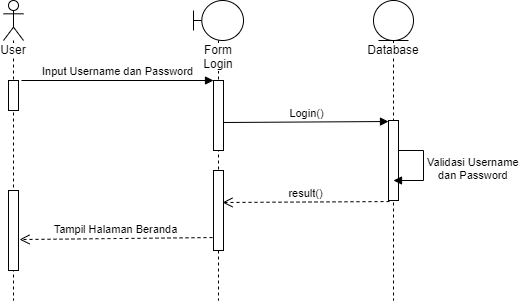 User
Form
Login
Database
Input Username dan Password
Login()
Validasi Username
dan Password
result()
Tampil Halaman Beranda